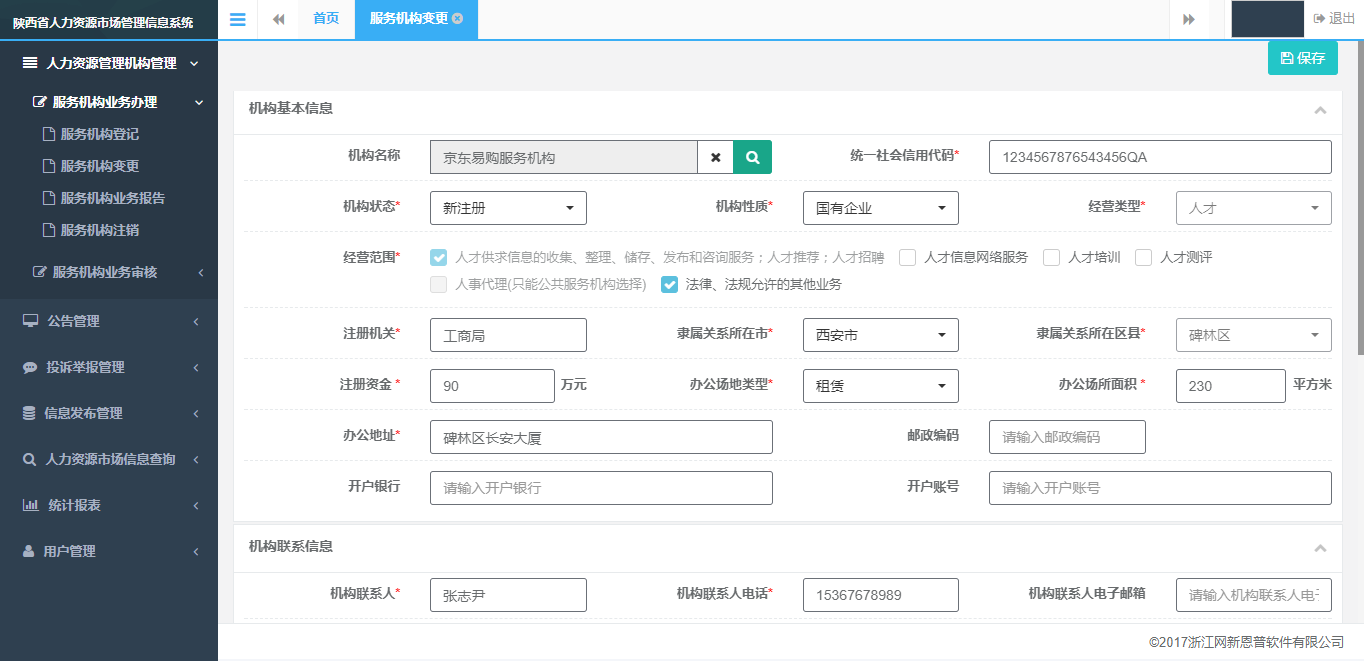 陕西省人力资源市场管理信息系统
首页
服务机构变更
退出
人力资源管理机构管理
服务机构业务办理
服务机构登记
服务机构变更
服务机构业务报告
服务机构注销
服务机构业务审核
公告管理
投诉举报管理
信息发布管理
人力资源市场信息查询
统计报表
用户管理
保存
机构基本信息
机构名称 京东易购服务机构 统一社会信用代码* 1234567876543456QA
机构状态* 新注册 机构性质* 国有企业 经营类型* 人才
经营范围* 人才供求信息的收集、整理、储存、发布和咨询服务；人才推荐；人才招聘 人才信息网络服务 人才培训 人才测评
人事代理(只能公共服务机构选择) 法律、法规允许的其他业务
注册机关* 工商局 隶属关系所在市* 西安市 隶属关系所在区县* 碑林区
注册资金* 90 万元 办公场地类型* 租赁 办公场所面积* 230 平方米
办公地址* 碑林区长安大厦 邮政编码 请输入邮政编码
开户银行 请输入开户银行 开户账号 请输入开户账号
机构联系信息
机构联系人* 张志尹 机构联系人电话* 15367678989 机构联系人电子邮箱 请输入机构联系人电子
©2017浙江网新恩普软件有限公司